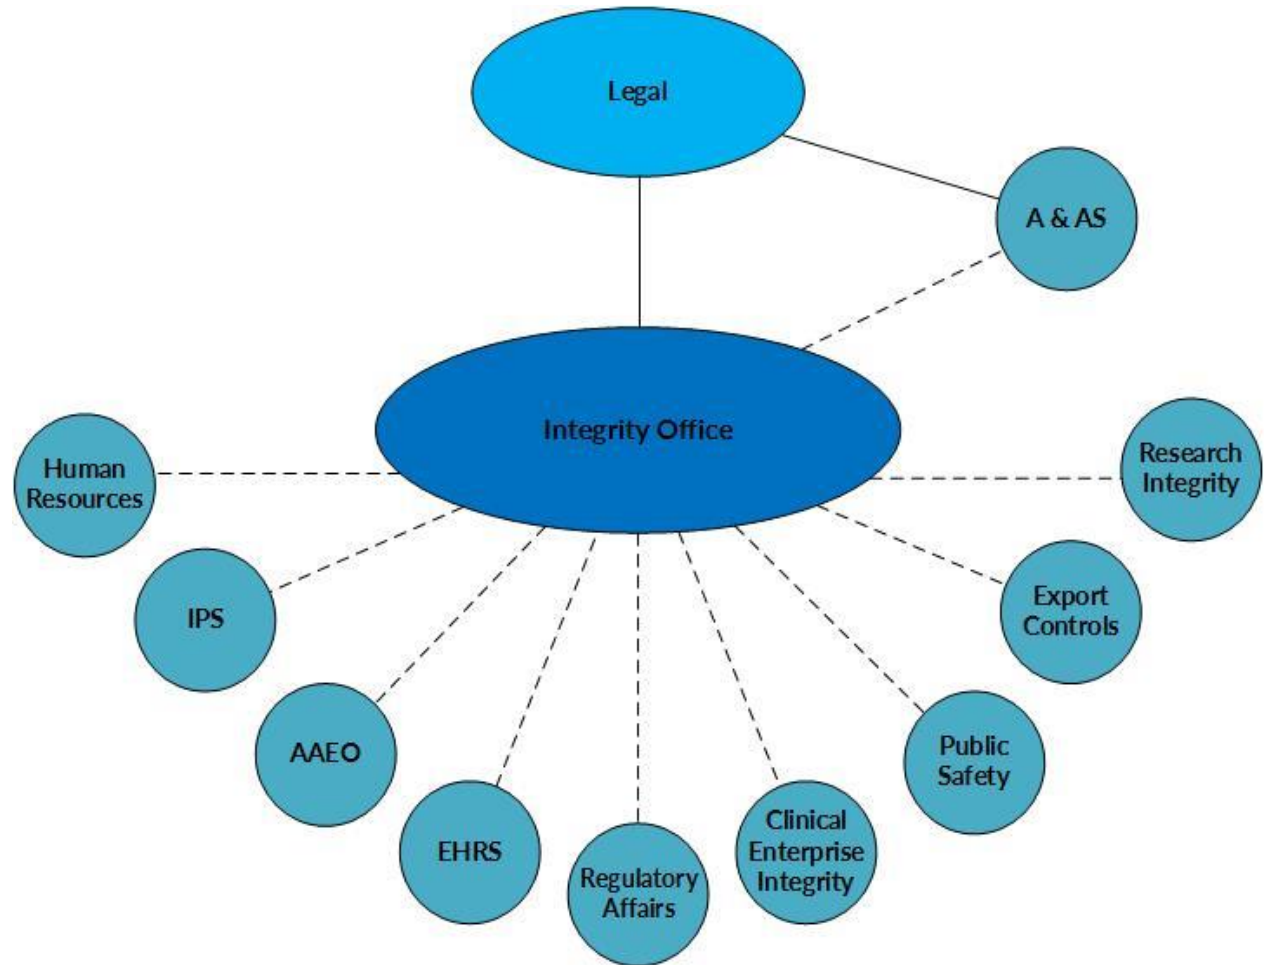 Legal
A & AS
Integrity Office
Human
Resources
Research
Integrity
IPS
Export
Controls
AAEO
Public
Safety
EHRS
Clinical
Enterprise
Integrity
Regulatory
Affairs